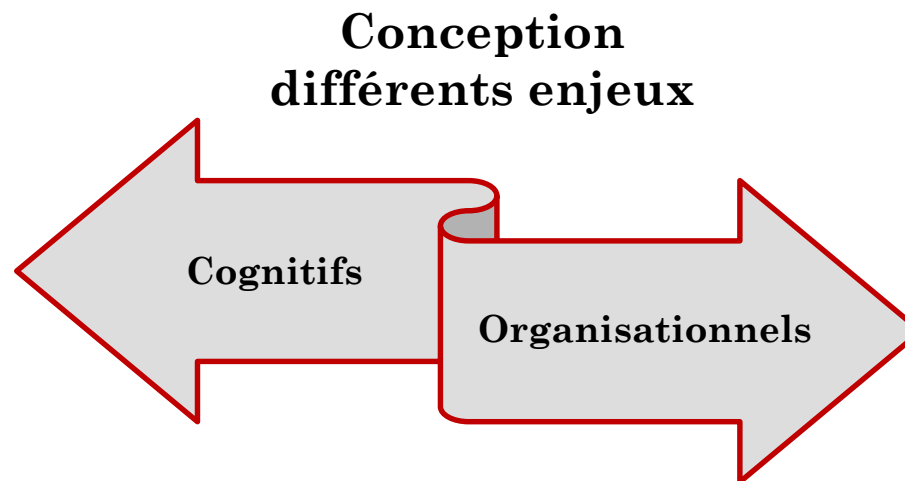 Conception
différents enjeux
Cognitifs
Organisationnels